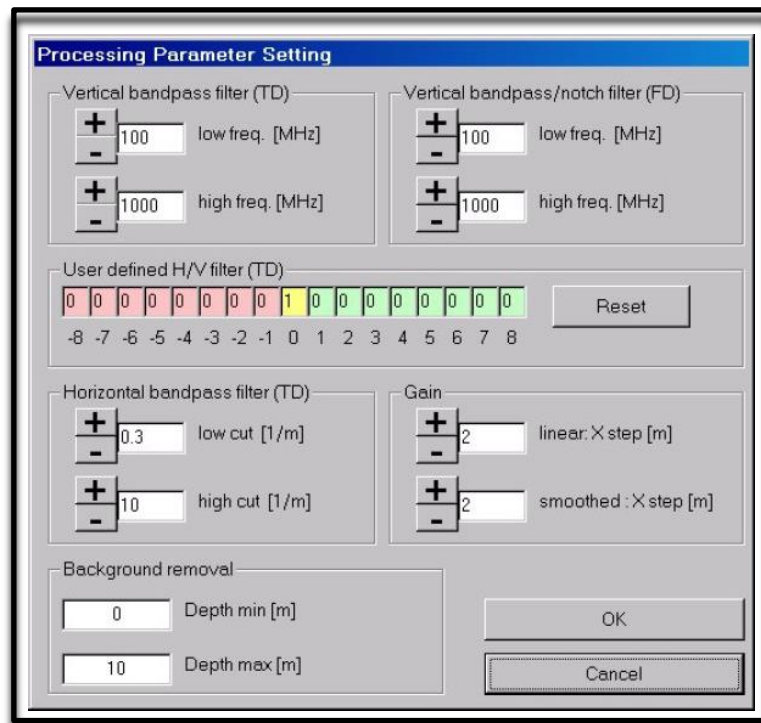 Processing Parameter Setting
Vertical bandpass filter (TD)
+
100 low freq. [MHz]
-
+
1000 high freq. [MHz]
-
Vertical bandpass/notch filter (FD)
+
100 low freq. [MHz]
-
+
1000 high freq. [MHz]
-
User defined H/V filter (TD)
0 0 0 0 0 0 0 0 1 0 0 0 0 0 0 0 0
-8 -7 -6 -5 -4 -3 -2 -1 0 1 2 3 4 5 6 7 8
Reset
Horizontal bandpass filter (TD)
+
0.3 low cut [1/m]
-
+
10 high cut [1/m]
-
Gain
+
2 linear: X step [m]
-
+
2 smoothed : X step [m]
-
Background removal
0 Depth min [m]
10 Depth max [m]
OK
Cancel